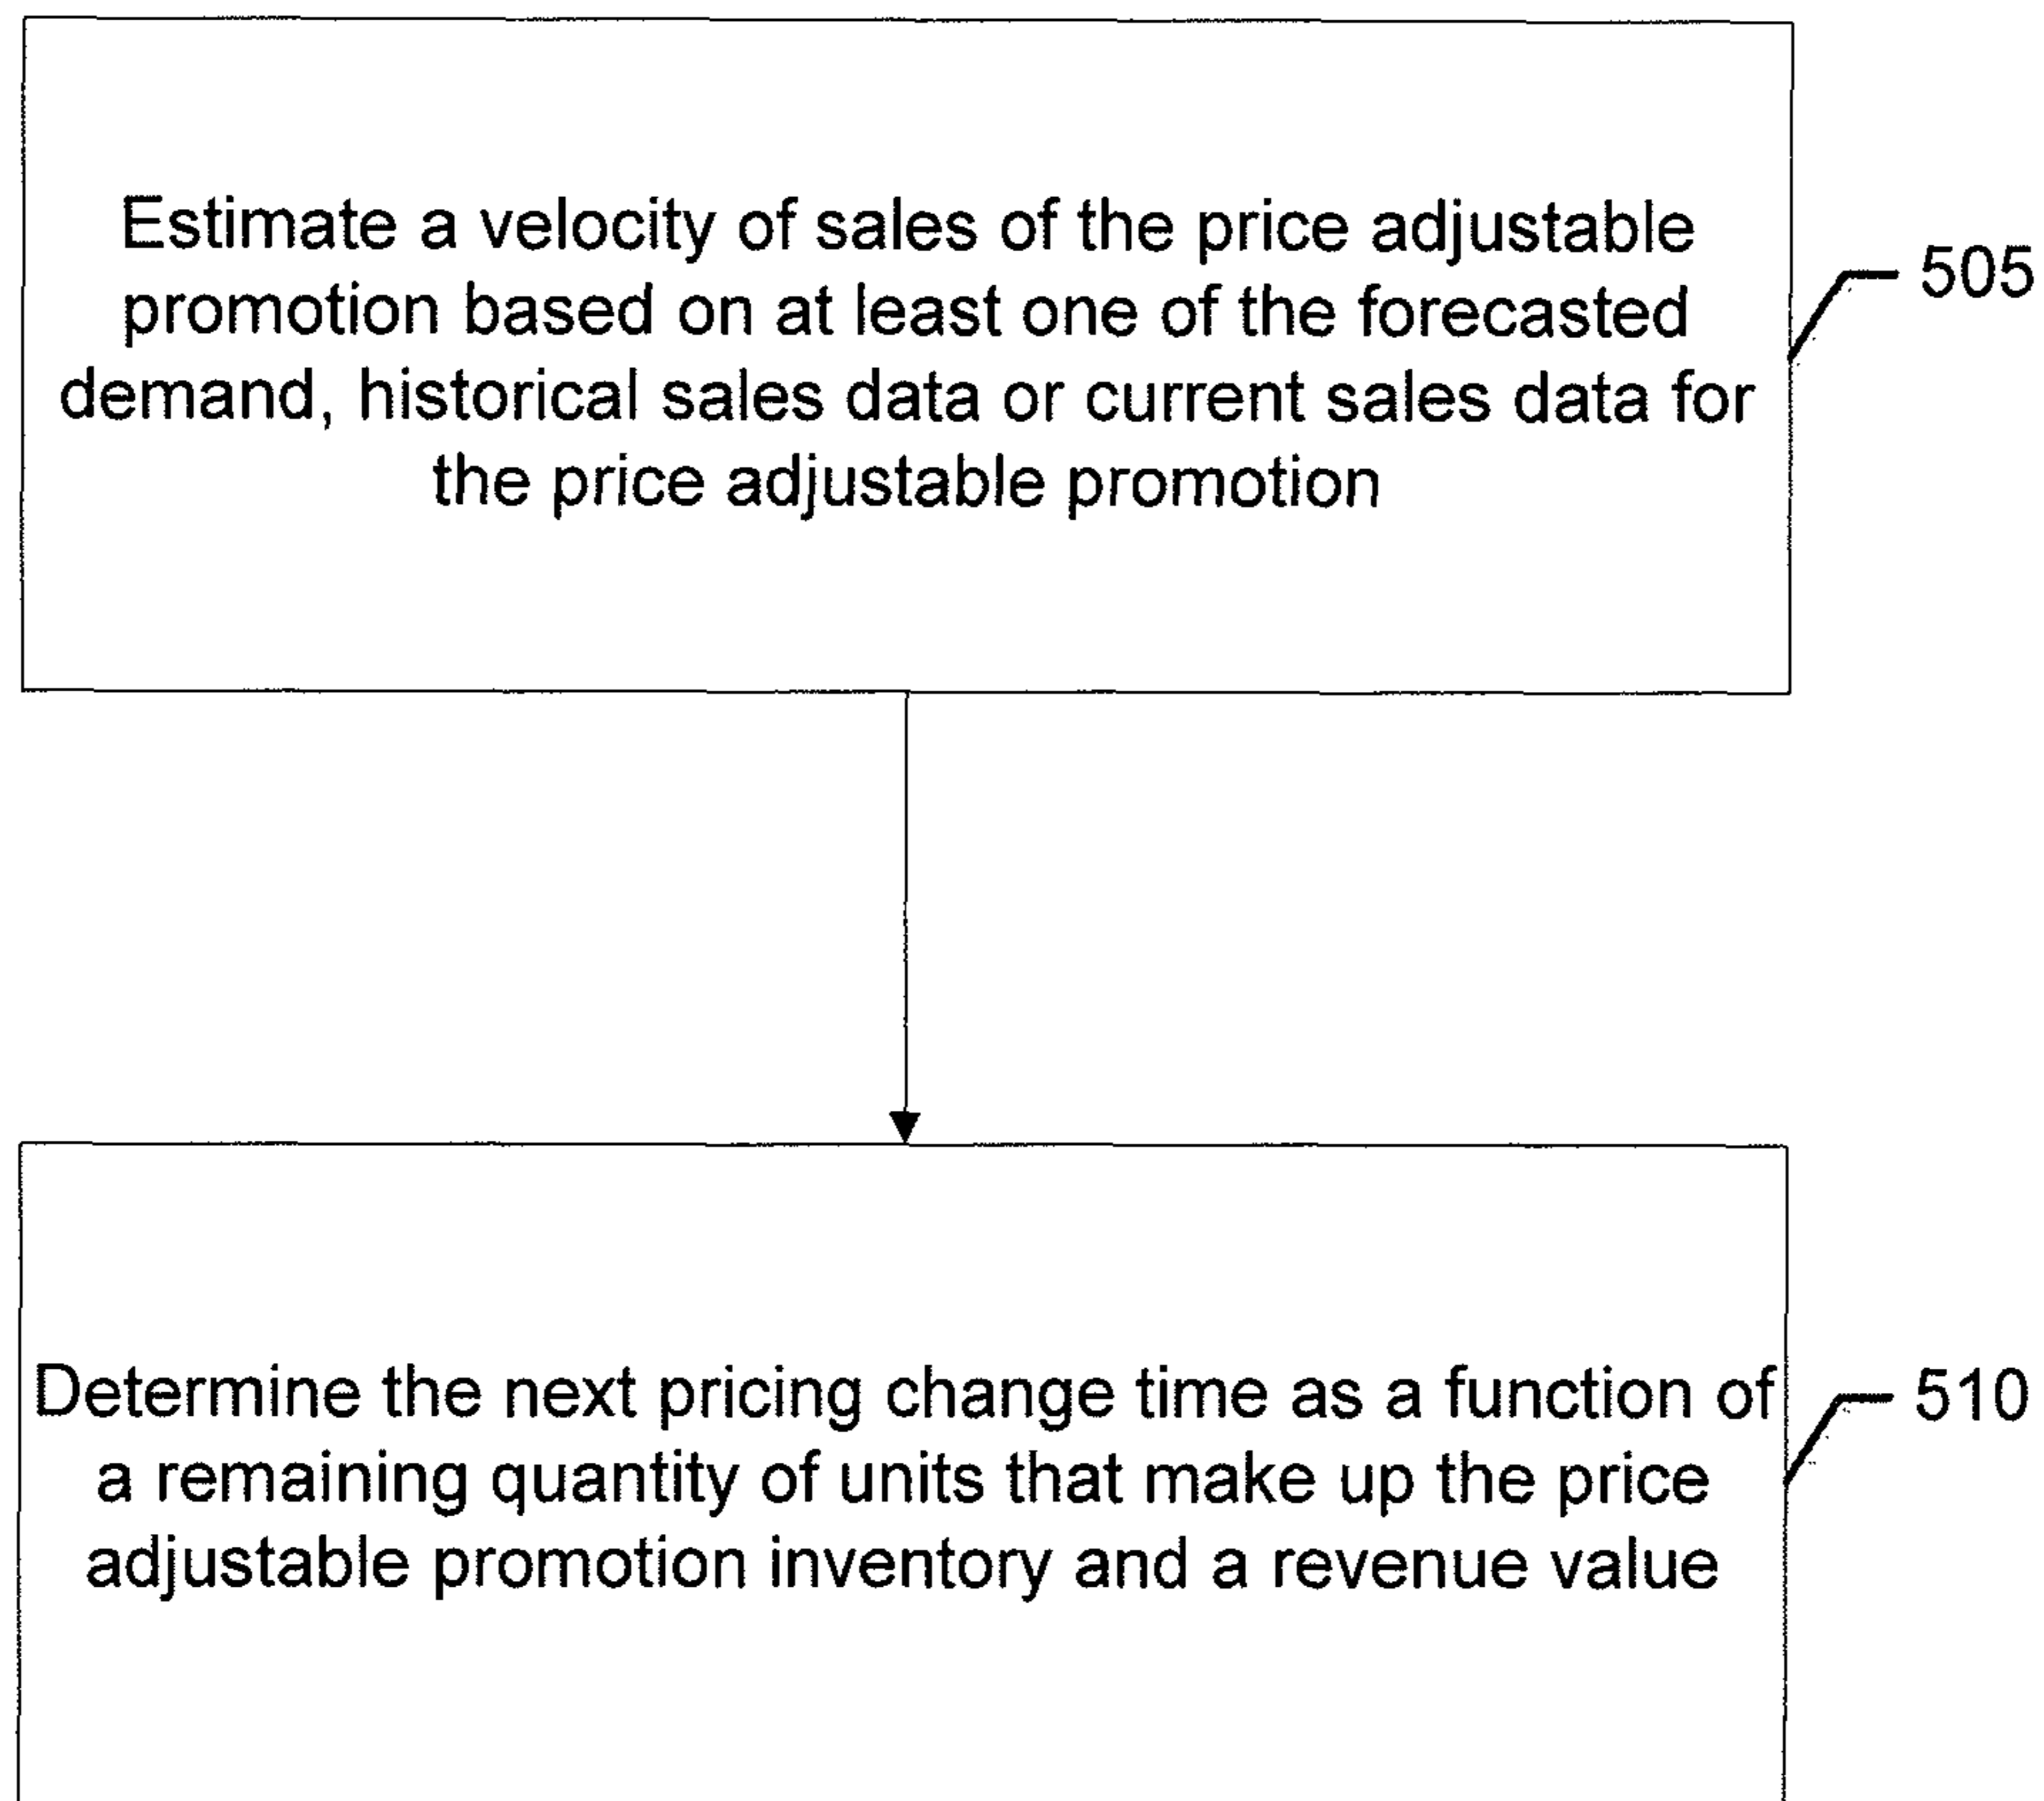 Estimate a velocity of sales of the price adjustable
promotion based on at least one of the forecasted
demand, historical sales data or current sales data for
the price adjustable promotion
505
Determine the next pricing change time as a function of
a remaining quantity of units that make up the price
adjustable promotion inventory and a revenue value
510